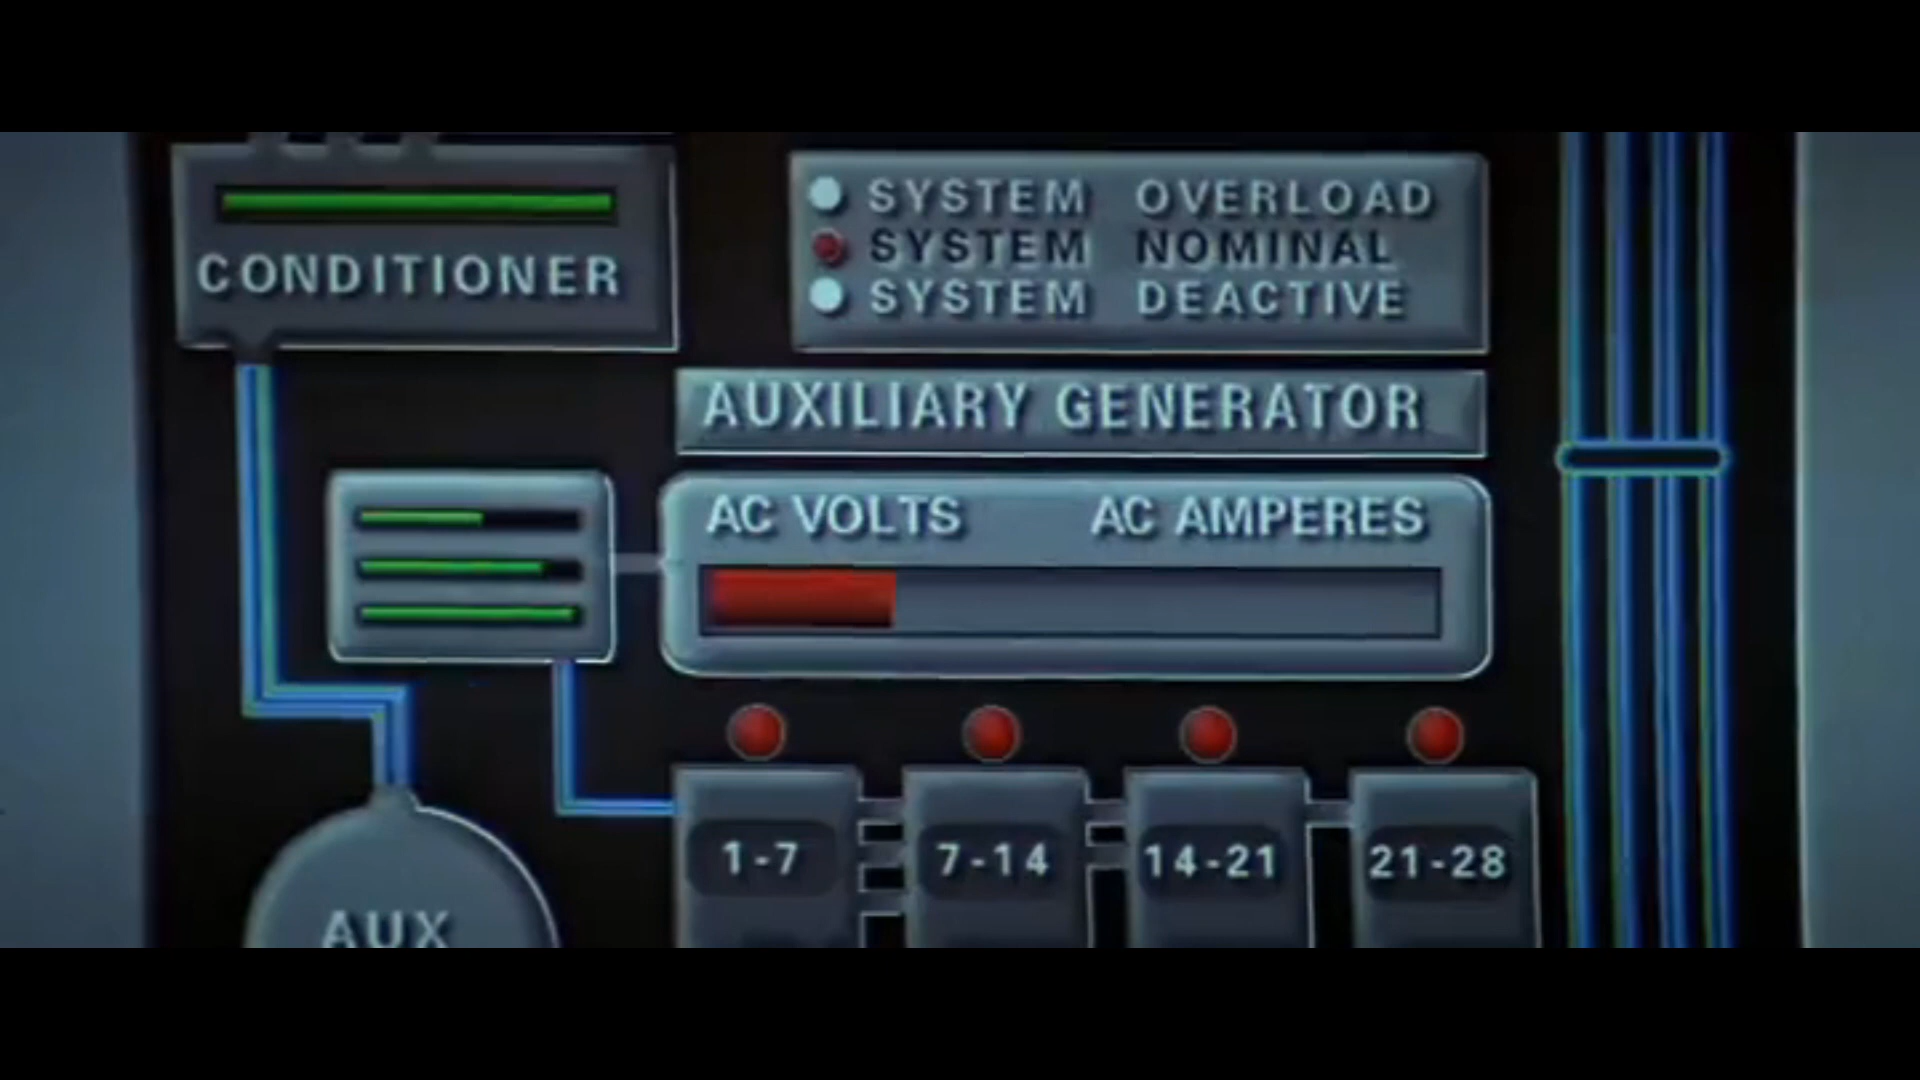 SYSTEM OVERLOAD
SYSTEM NOMINAL
SYSTEM DEACTIVE
CONDITIONER
AUXILIARY GENERATOR
AC VOLTS AC AMPERES
1-7 7-14 14-21 21-28
AUX